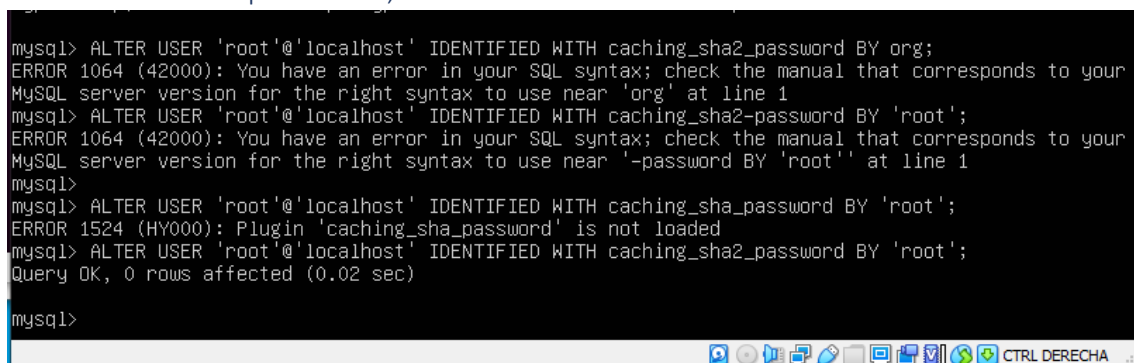 mysql> ALTER USER 'root'@'localhost' IDENTIFIED WITH caching_sha2_password BY org;
ERROR 1064 (42000): You have an error in your SQL syntax; check the manual that corresponds to your
MySQL server version for the right syntax to use near 'org' at line 1
mysql> ALTER USER 'root'@'localhost' IDENTIFIED WITH caching_sha2-password BY 'root';
ERROR 1064 (42000): You have an error in your SQL syntax; check the manual that corresponds to your
MySQL server version for the right syntax to use near '-password BY 'root'' at line 1
mysql>
mysql> ALTER USER 'root'@'localhost' IDENTIFIED WITH caching_sha_password BY 'root';
ERROR 1524 (HY000): Plugin 'caching_sha_password' is not loaded
mysql> ALTER USER 'root'@'localhost' IDENTIFIED WITH caching_sha2_password BY 'root';
Query OK, 0 rows affected (0.02 sec)
mysql>
CTRL DERECHA